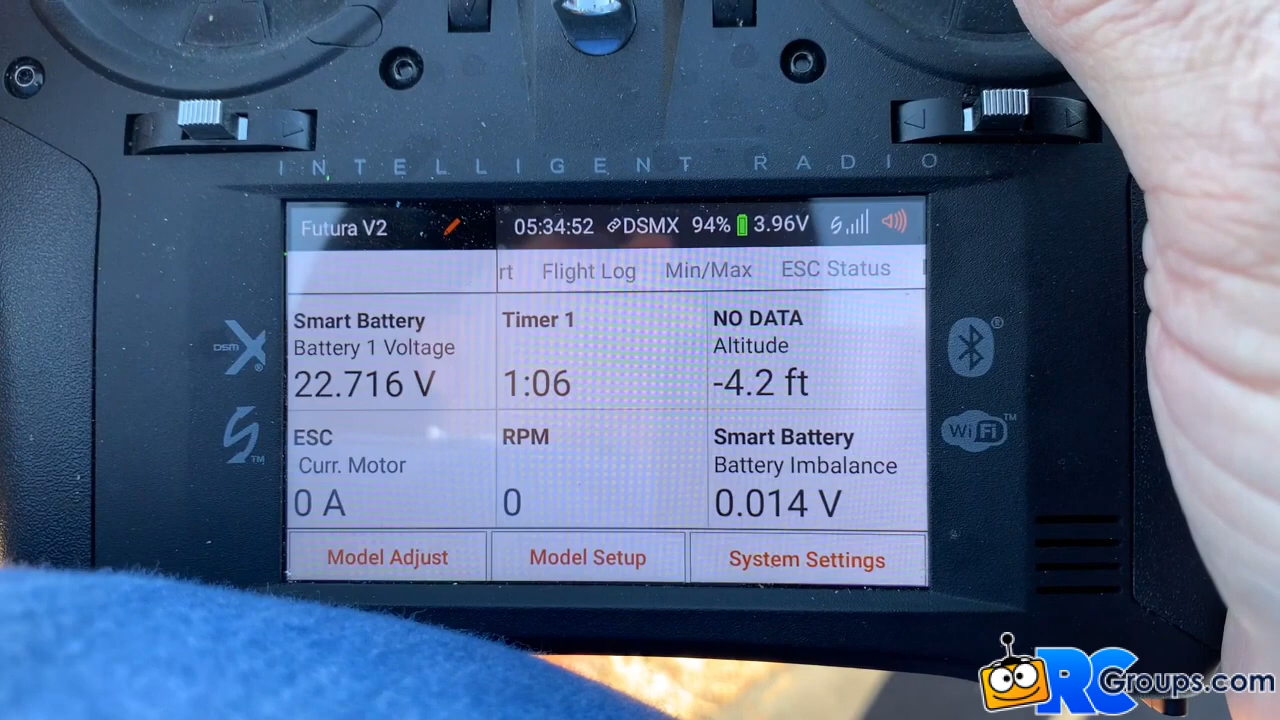 INTELLIGENT RADIO
Futura V2
05:34:52 DSMX 94% 3.96V
rt Flight Log Min/Max ESC Status
Smart Battery
Battery 1 Voltage
22.716 V
Timer 1
1:06
NO DATA
Altitude
-4.2 ft
ESC
Curr. Motor
0 A
RPM
0
Smart Battery
Battery Imbalance
0.014 V
Model Adjust Model Setup System Settings
DSM X®
S™
®
WiFi™
RCGroups.com